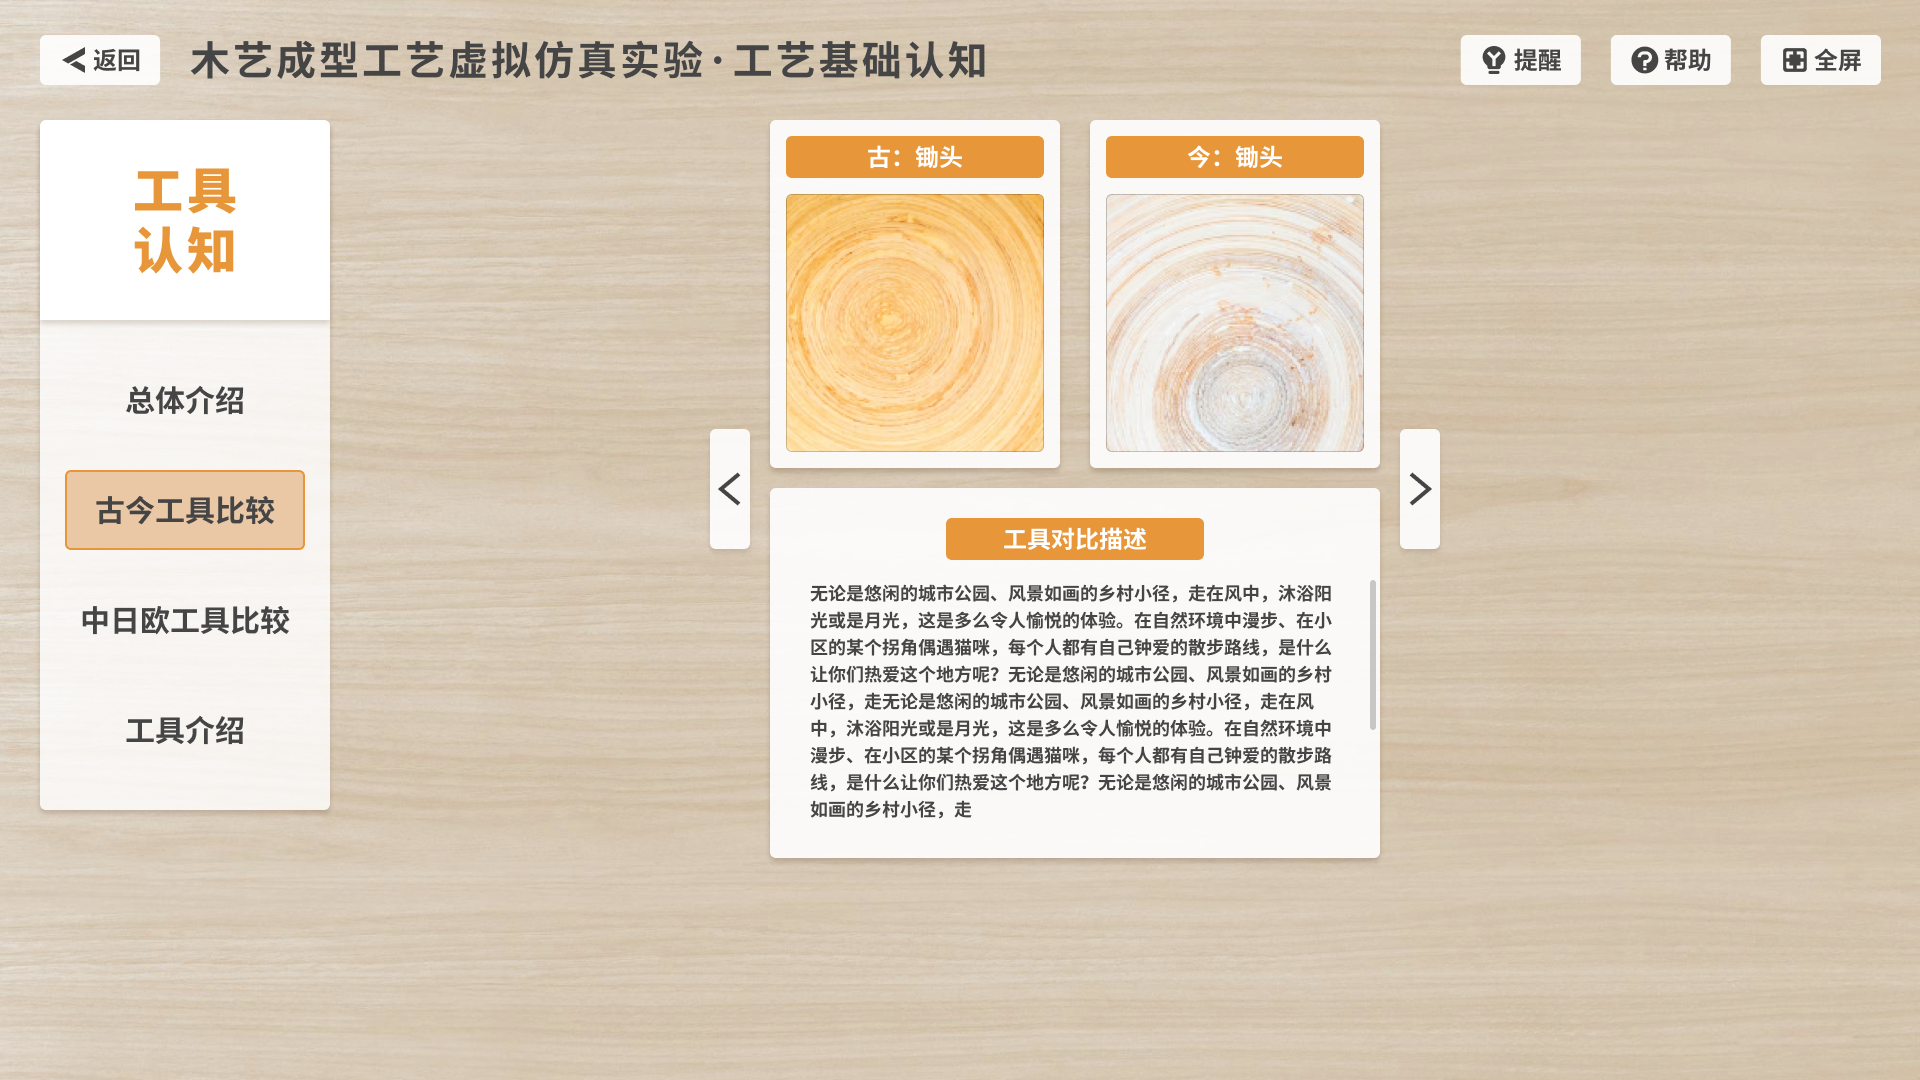 返回
木艺成型工艺虚拟仿真实验·工艺基础认知
提醒
帮助
全屏
工具
认知
总体介绍
古今工具比较
中日欧工具比较
工具介绍
古：锄头
今：锄头
工具对比描述
无论是悠闲的城市公园、风景如画的乡村小径，走在风中，沐浴阳
光或是月光，这是多么令人愉悦的体验。在自然环境中漫步、在小
区的某个拐角偶遇猫咪，每个人都有自己钟爱的散步路线，是什么
让你们热爱这个地方呢？无论是悠闲的城市公园、风景如画的乡村
小径，走无论是悠闲的城市公园、风景如画的乡村小径，走在风
中，沐浴阳光或是月光，这是多么令人愉悦的体验。在自然环境中
漫步、在小区的某个拐角偶遇猫咪，每个人都有自己钟爱的散步路
线，是什么让你们热爱这个地方呢？无论是悠闲的城市公园、风景
如画的乡村小径，走